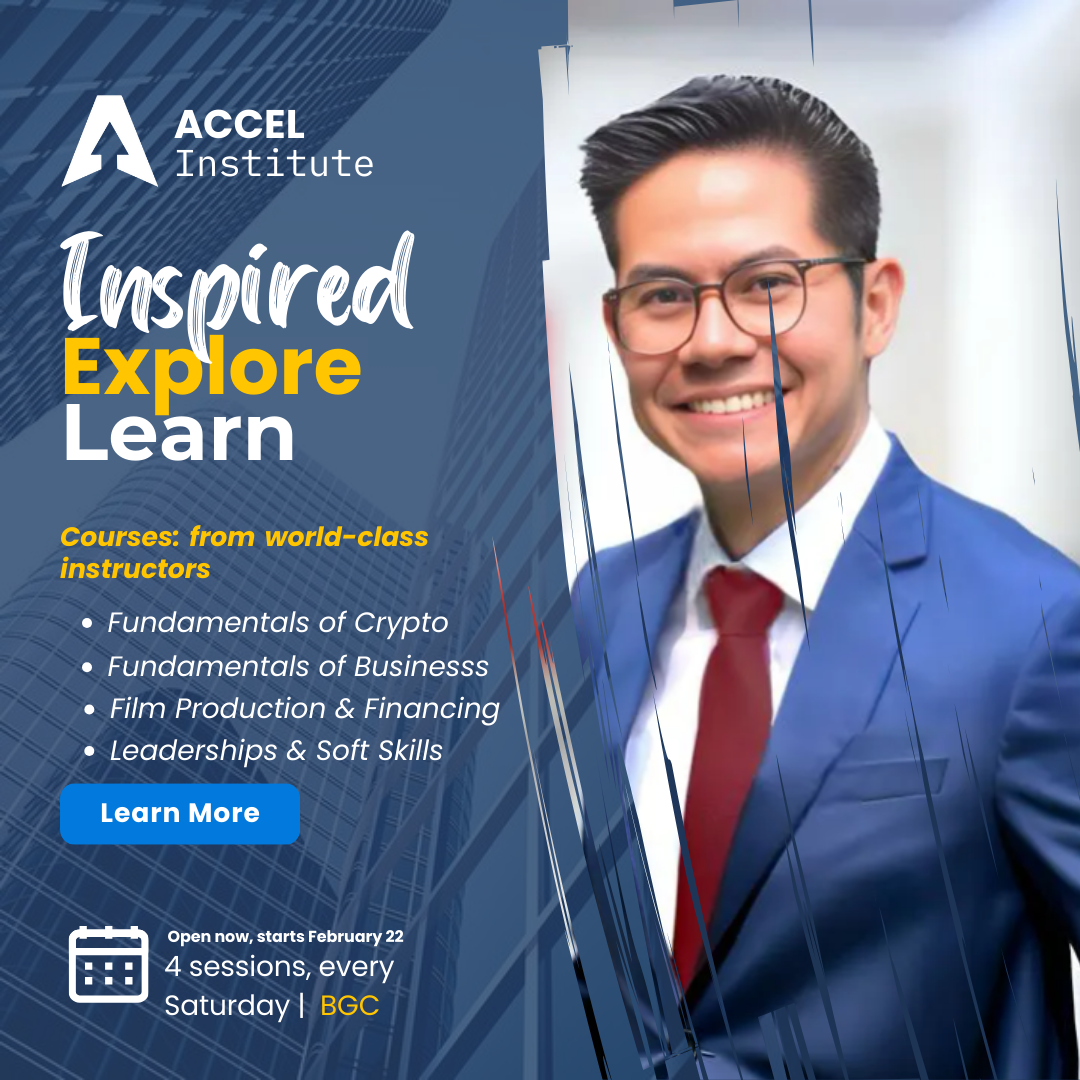 ACCEL
Institute
Inspired
Explore
Learn
Courses: from world-class
instructors
Fundamentals of Crypto
Fundamentals of Businesss
Film Production & Financing
Leaderships & Soft Skills
Learn More
Open now, starts February 22
4 sessions, every
Saturday | BGC